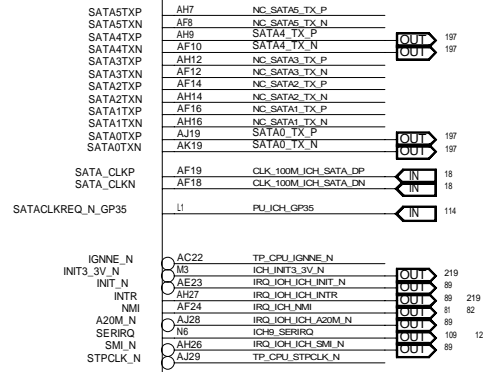 SATA5TXP AH7 NC_SATA5_TX_P
SATA5TXN AF8 NC_SATA5_TX_N
SATA4TXP AH9 SATA4_TX_P OUT 197
SATA4TXN AF10 SATA4_TX_N OUT 197
SATA3TXP AH12 NC_SATA3_TX_P
SATA3TXN AF12 NC_SATA3_TX_N
SATA2TXP AF14 NC_SATA2_TX_P
SATA2TXN AH14 NC_SATA2_TX_N
SATA1TXP AF16 NC_SATA1_TX_P
SATA1TXN AH16 NC_SATA1_TX_N
SATA0TXP AJ19 SATA0_TX_P OUT 197
SATA0TXN AK19 SATA0_TX_N OUT 197
SATA_CLKP AF19 CLK_100M_ICH_SATA_DP IN 18
SATA_CLKN AF18 CLK_100M_ICH_SATA_DN IN 18
SATACLKREQ_N_GP35 L1 PU_ICH_GP35 IN 114
IGNNE_N AC22 TP_CPU_IGNNE_N
INIT3_3V_N M3 ICH_INIT3_3V_N OUT 219
INIT_N AE23 IRQ_IOH_ICH_INIT_N OUT 89
INTR AH27 IRQ_IOH_ICH_INTR OUT 89 219
NMI AF24 IRQ_ICH_NMI OUT 81 82
A20M_N AJ28 IRQ_IOH_ICH_A20M_N OUT 89
SERIRQ N6 ICH9_SERIRQ OUT 109 12
SMI_N AH26 IRQ_IOH_ICH_SMI_N OUT 89
STPCLK_N AJ29 TP_CPU_STPCLK_N